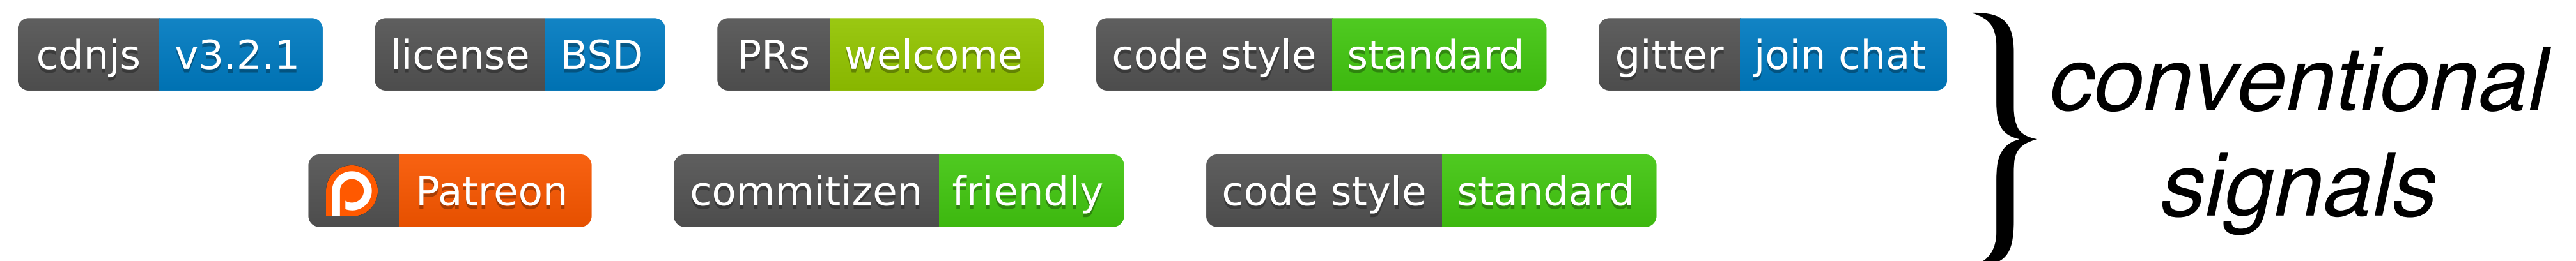 cdnjs v3.2.1 license BSD PRs welcome code style standard gitter join chat
Patreon commitizen friendly code style standard
conventional
signals